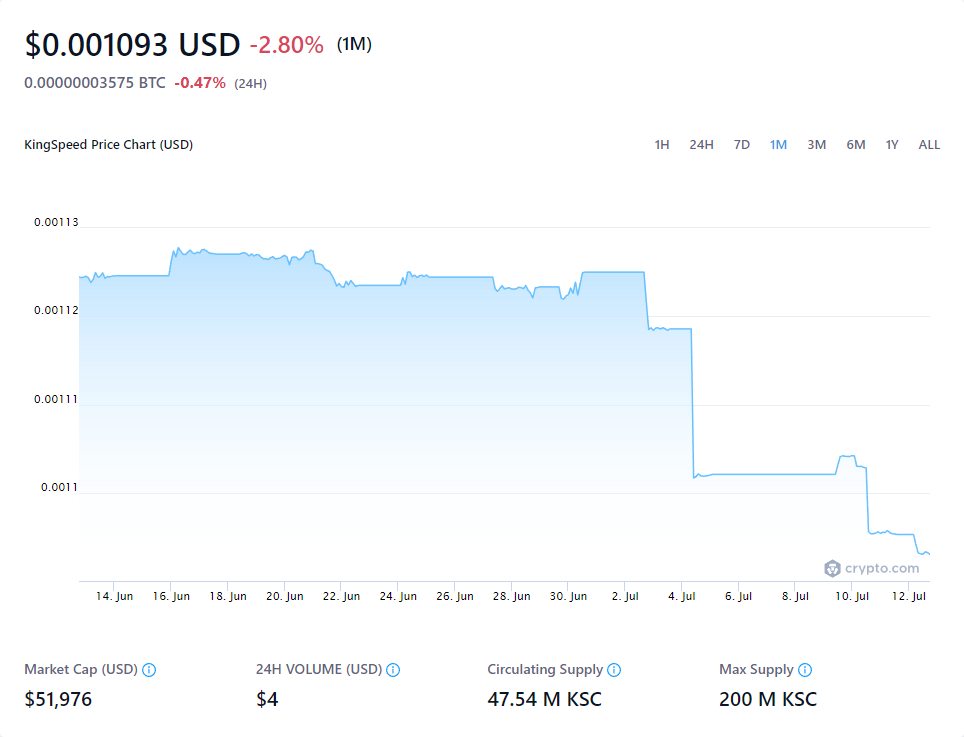 $0.001093 USD -2.80% (1M)
0.00000003575 BTC -0.47% (24H)
KingSpeed Price Chart (USD) 1H 24H 7D 1M 3M 6M 1Y ALL
0.00113
0.00112
0.00111
0.0011
crypto.com
14. Jun 16. Jun 18. Jun 20. Jun 22. Jun 24. Jun 26. Jun 28. Jun 30. Jun 2. Jul 4. Jul 6. Jul 8. Jul 10. Jul 12. Jul
Market Cap (USD) 24H VOLUME (USD) Circulating Supply Max Supply
$51,976 $4 47.54 M KSC 200 M KSC